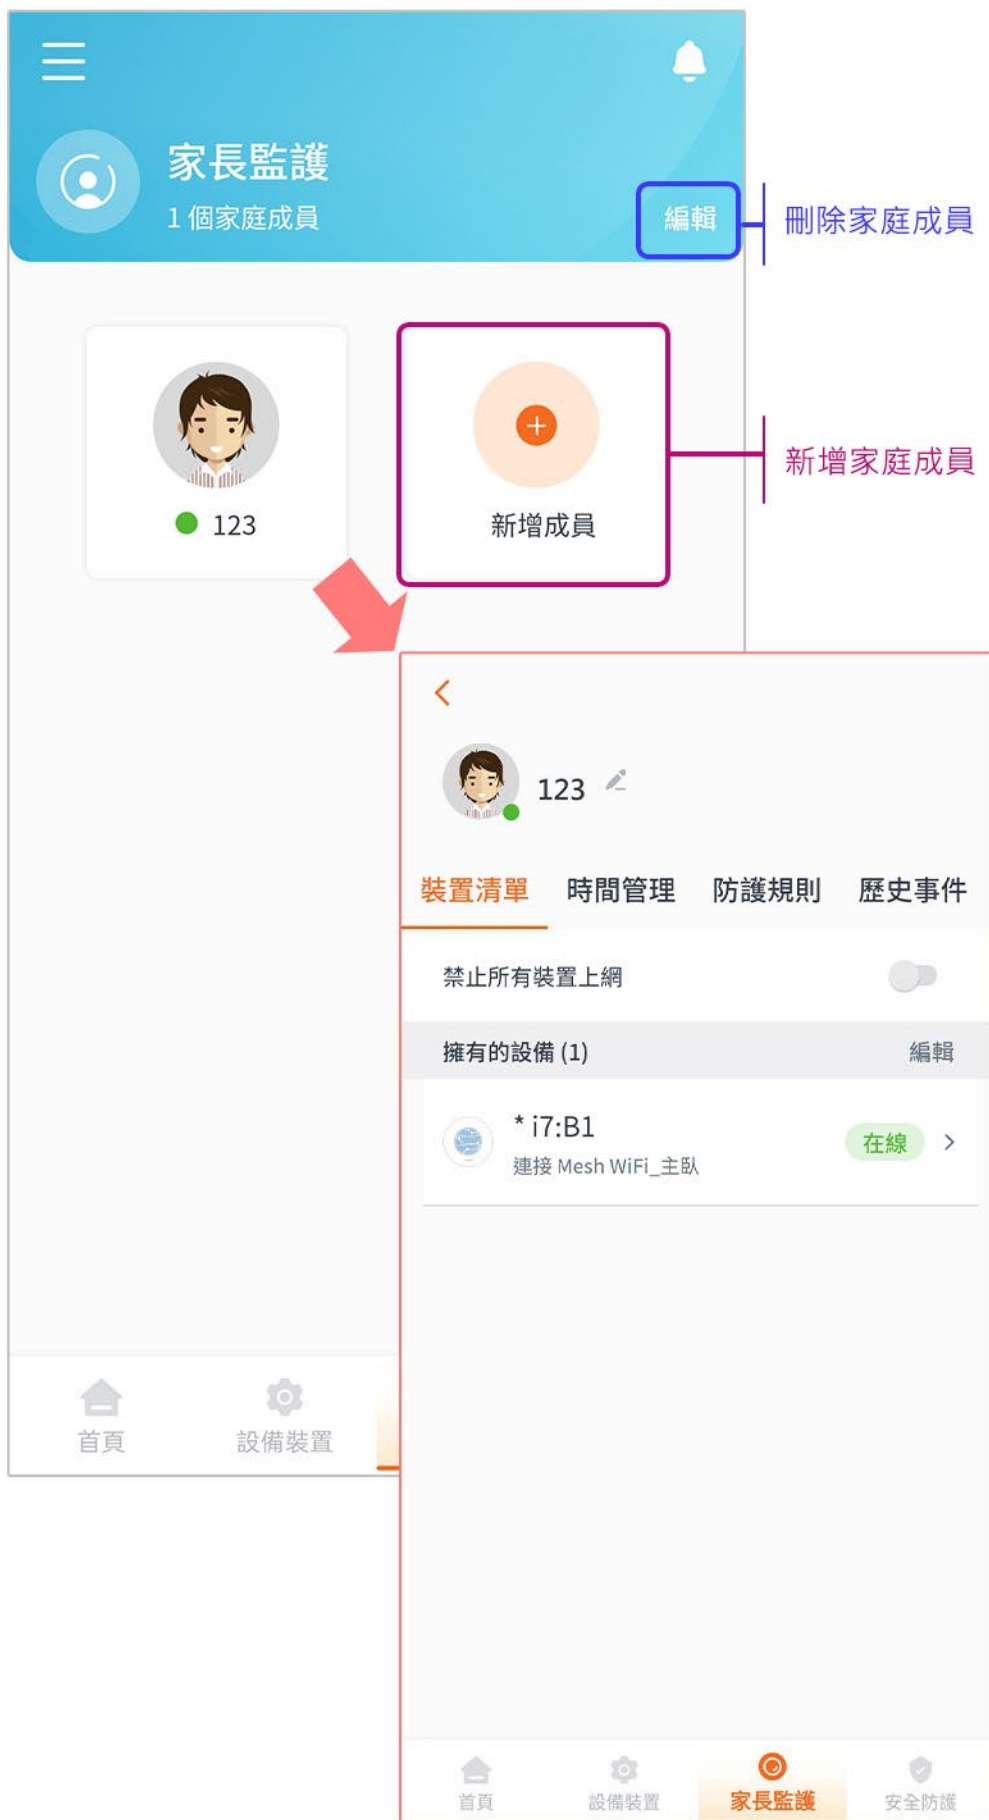 家長監護
1 個家庭成員
編輯
刪除家庭成員
123
新增成員
新增家庭成員
首頁
設備裝置
123
裝置清單
時間管理
防護規則
歷史事件
禁止所有裝置上網
擁有的設備 (1)
編輯
* i7:B1
連接 Mesh WiFi_主臥
在線
首頁
設備裝置
家長監護
安全防護